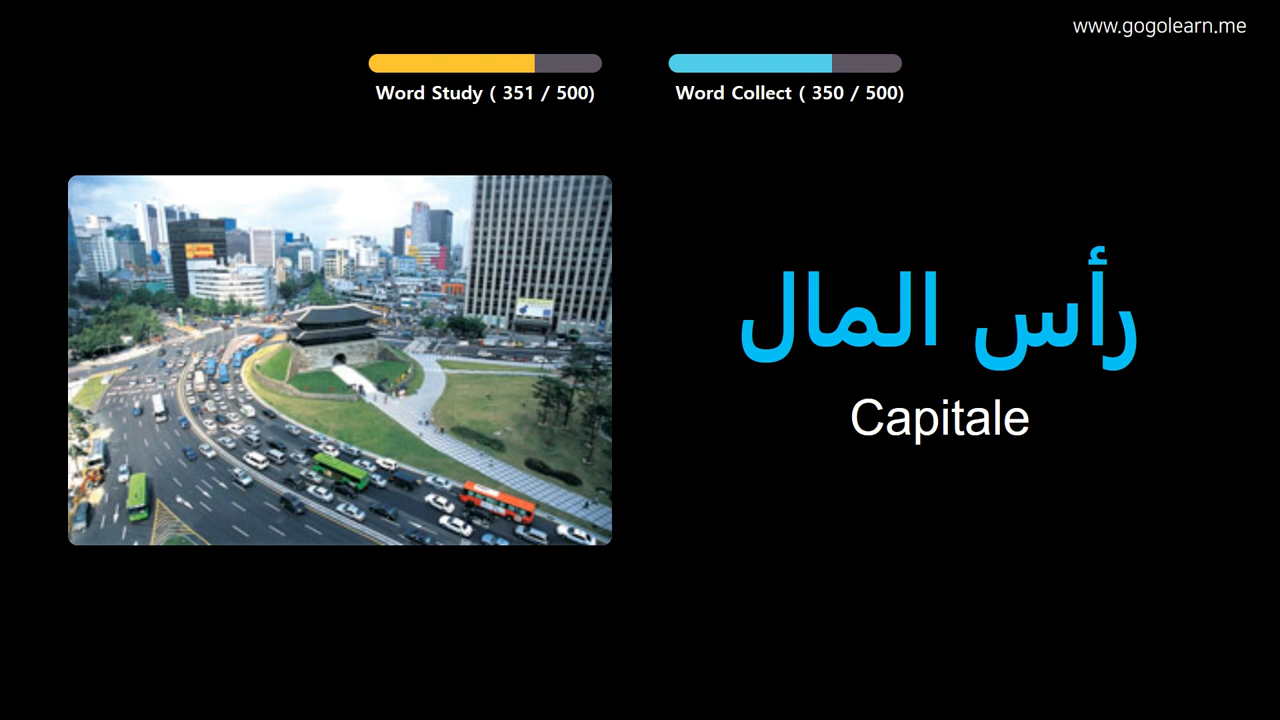 www.gogolearn.me
Word Study ( 351 / 500)
Word Collect ( 350 / 500)
رأس المال
Capitale